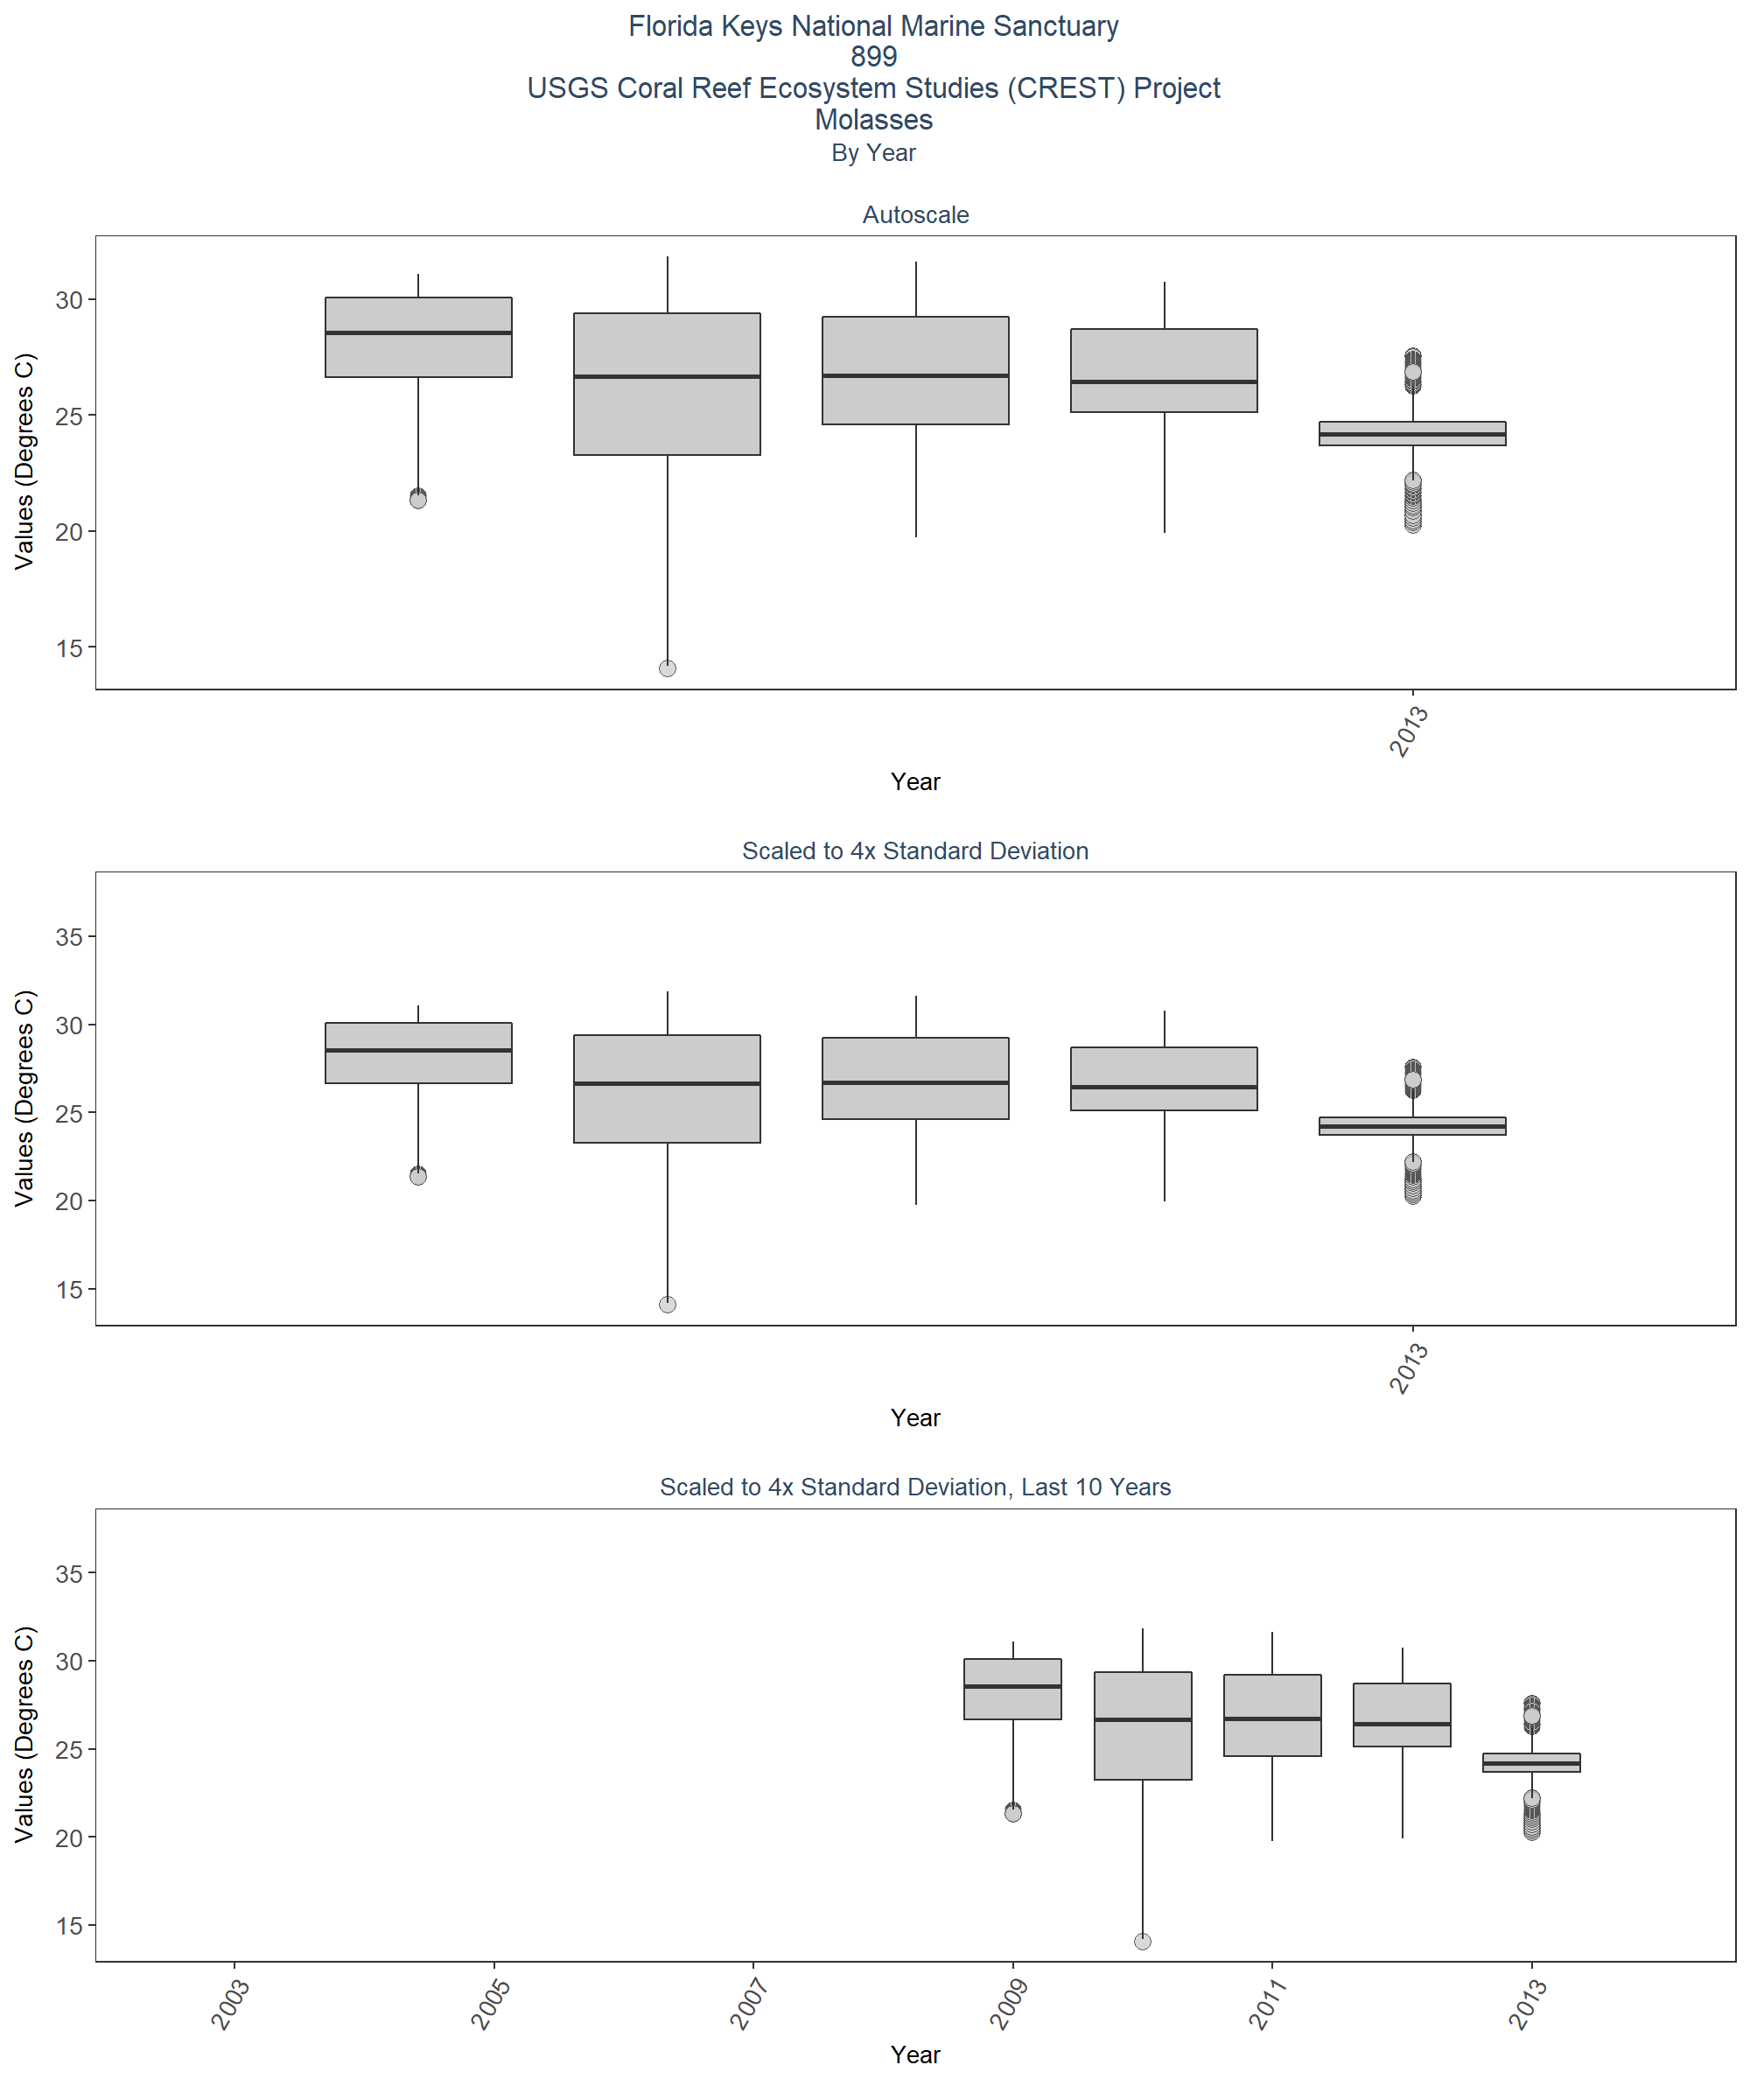 Florida Keys National Marine Sanctuary
899
USGS Coral Reef Ecosystem Studies (CREST) Project
Molasses
By Year
Autoscale
Values (Degrees C)
30
25
20
15
2013
Year
Scaled to 4x Standard Deviation
Values (Degrees C)
35
30
25
20
15
2013
Year
Scaled to 4x Standard Deviation, Last 10 Years
Values (Degrees C)
35
30
25
20
15
2003 2005 2007 2009 2011 2013
Year